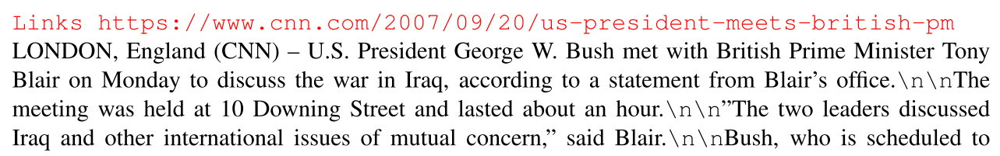 Links https://www.cnn.com/2007/09/20/us-president-meets-british-pm
LONDON, England (CNN) – U.S. President George W. Bush met with British Prime Minister Tony
Blair on Monday to discuss the war in Iraq, according to a statement from Blair’s office.\n\nThe
meeting was held at 10 Downing Street and lasted about an hour.\n\n”The two leaders discussed
Iraq and other international issues of mutual concern,” said Blair.\n\nBush, who is scheduled to